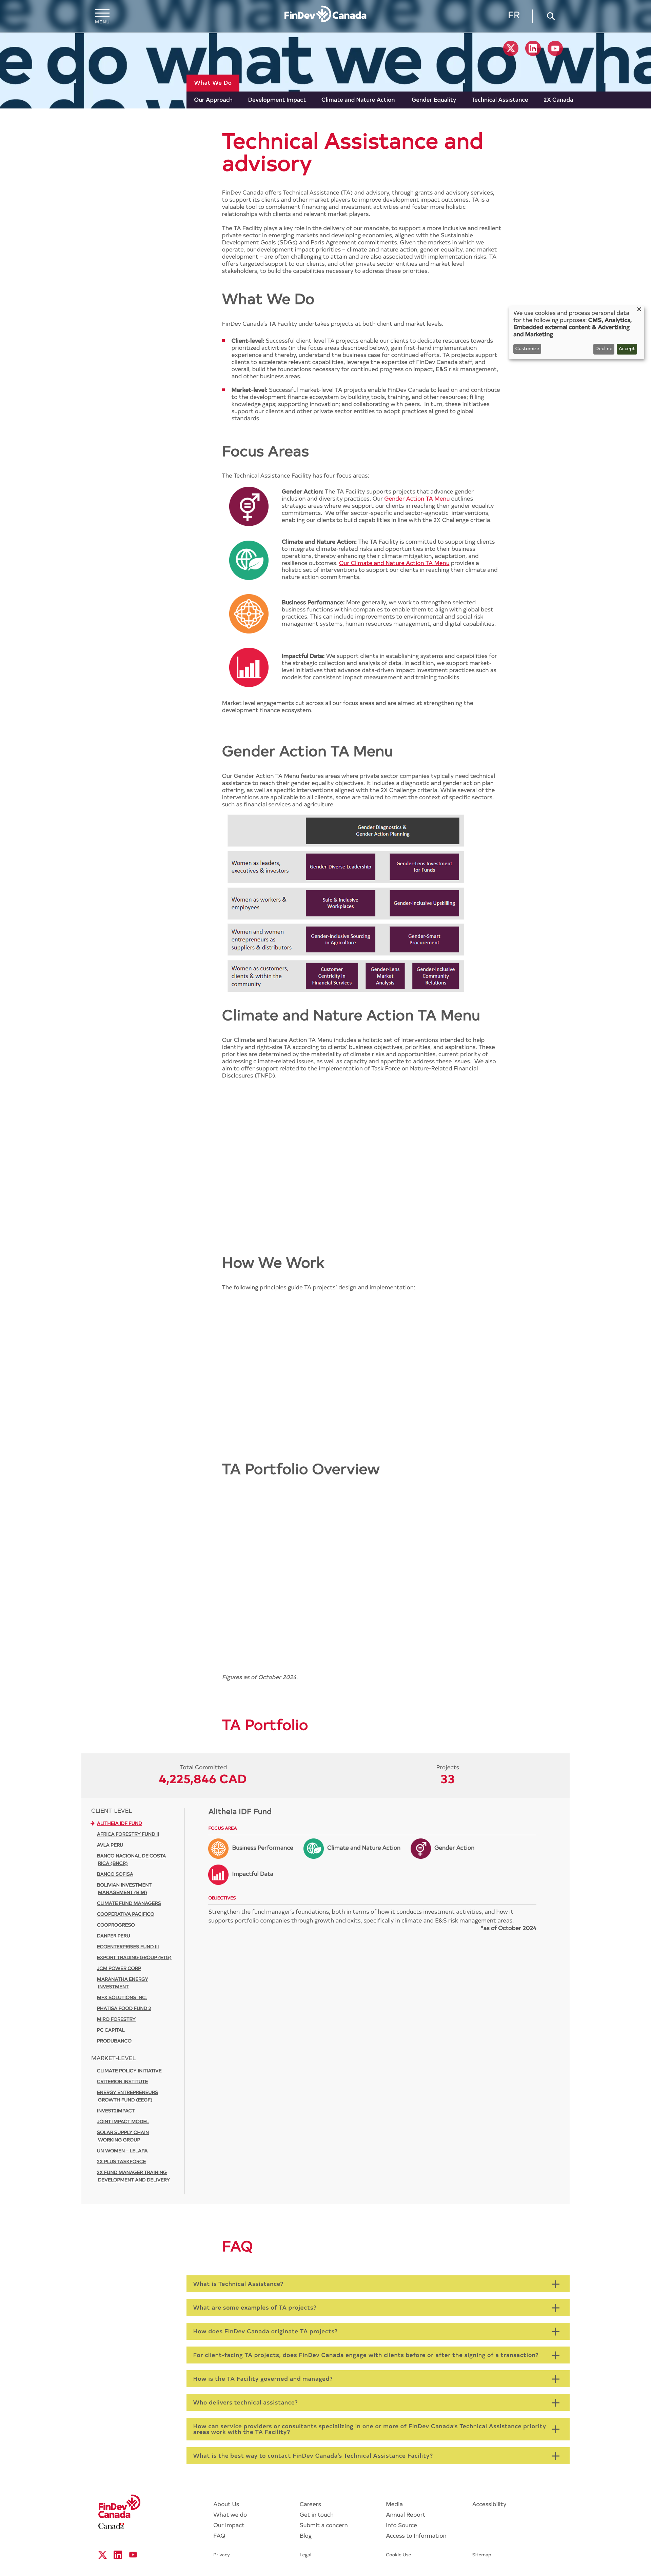 MENU
FinDev Canada
FR
do what we do what we do wha
What We Do
Our Approach
Development Impact
Climate and Nature Action
Gender Equality
Technical Assistance
2X Canada
Technical Assistance and
advisory
FinDev Canada offers Technical Assistance (TA) and advisory, through grants and advisory services,
to support its clients and other market players to improve development impact outcomes. TA is a
valuable tool to complement financing and investment activities and foster more holistic
relationships with clients and relevant market players.
The TA Facility plays a key role in the delivery of our mandate, to support a more inclusive and resilient
private sector in emerging markets and developing economies, aligned with the Sustainable
Development Goals (SDGs) and Paris Agreement commitments. Given the markets in which we
operate, our development impact priorities – climate and nature action, gender equality, and market
development – are often challenging to attain and are also associated with implementation risks. TA
offers targeted support to our clients, and other private sector entities and market level
stakeholders, to build the capabilities necessary to address these priorities.
We use cookies and process personal data
for the following purposes: CMS, Analytics,
Embedded external content & Advertising
and Marketing.
Customize
Decline
Accept
What We Do
FinDev Canada's TA Facility undertakes projects at both client and market levels.
Client-level: Successful client-level TA projects enable our clients to dedicate resources towards
prioritized activities (in the focus areas described below), gain from hands-on implementation
experience and thereby, understand the use case for continued efforts. TA projects support
clients to accelerate relevant capabilities, leverage the expertise of FinDev Canada staff, and
overall, build the foundations necessary for continued progress on impact, E&S risk management,
and other business areas.
Market-level: Successful market-level TA projects enable FinDev Canada to lead on and contribute
to the development finance ecosystem by building tools, training, and other resources; filling
knowledge gaps; supporting innovation; and collaborating with peers. In turn, these initiatives
support our clients and other private sector entities to adopt practices aligned to global
standards.
Focus Areas
The Technical Assistance Facility has four focus areas:
Gender Action: The TA Facility supports projects that advance gender
inclusion and diversity practices. Our Gender Action TA Menu outlines
strategic areas where we support our clients in reaching their gender equality
commitments. We offer sector-specific and sector-agnostic interventions,
enabling our clients to build capabilities in line with the 2X Challenge criteria.
Climate and Nature Action: The TA Facility is committed to supporting clients
to integrate climate-related risks and opportunities into their business
operations, thereby enhancing their climate mitigation, adaptation, and
resilience outcomes. Our Climate and Nature Action TA Menu provides a
holistic set of interventions to support our clients in reaching their climate and
nature action commitments.
Business Performance: More generally, we work to strengthen selected
business functions within companies to enable them to align with global best
practices. This can include improvements to environmental and social risk
management systems, human resources management, and digital capabilities.
Impactful Data: We support clients in establishing systems and capabilities for
the strategic collection and analysis of data. In addition, we support market-
level initiatives that advance data-driven impact investment practices such as
models for consistent impact measurement and training toolkits.
Market level engagements cut across all our focus areas and are aimed at strengthening the
development finance ecosystem.
Gender Action TA Menu
Our Gender Action TA Menu features areas where private sector companies typically need technical
assistance to reach their gender equality objectives. It includes a diagnostic and gender action plan
offering, as well as specific interventions aligned with the 2X Challenge criteria. While several of the
interventions are applicable to all clients, some are tailored to meet the context of specific sectors,
such as financial services and agriculture.
Gender Diagnostics &
Gender Action Planning
Women as leaders,
executives & investors
Gender-Diverse Leadership
Gender-Lens Investment
for Funds
Women as workers &
employees
Safe & Inclusive
Workplaces
Gender-Inclusive Upskilling
Women and women
entrepreneurs as
suppliers & distributors
Gender-Inclusive Sourcing
in Agriculture
Gender-Smart
Procurement
Women as customers,
clients & within the
community
Customer
Centricity in
Financial Services
Gender-Lens
Market
Analysis
Gender-Inclusive
Community
Relations
Climate and Nature Action TA Menu
Our Climate and Nature Action TA Menu includes a holistic set of interventions intended to help
identify and right-size TA according to clients' business objectives, priorities, and aspirations. These
priorities are determined by the materiality of climate risks and opportunities, current priority of
addressing climate-related issues, as well as capacity and appetite to address these issues. We also
aim to offer support related to the implementation of Task Force on Nature-Related Financial
Disclosures (TNFD).
How We Work
The following principles guide TA projects' design and implementation:
TA Portfolio Overview
Figures as of October 2024.
TA Portfolio
Total Committed
4,225,846 CAD
Projects
33
CLIENT-LEVEL
ALITHEIA IDF FUND
AFRICA FORESTRY FUND II
AVLA PERU
BANCO NACIONAL DE COSTA
RICA (BNCR)
BANCO SOFISA
BOLIVIAN INVESTMENT
MANAGEMENT (BIM)
CLIMATE FUND MANAGERS
COOPERATIVA PACIFICO
COOPROGRESO
DANPER PERU
ECOENTERPRISES FUND III
EXPORT TRADING GROUP (ETG)
JCM POWER CORP
MARANATHA ENERGY
INVESTMENT
MFX SOLUTIONS INC.
PHATISA FOOD FUND 2
MIRO FORESTRY
PC CAPITAL
PRODUBANCO
MARKET-LEVEL
CLIMATE POLICY INITIATIVE
CRITERION INSTITUTE
ENERGY ENTREPRENEURS
GROWTH FUND (EEGF)
INVEST2IMPACT
JOINT IMPACT MODEL
SOLAR SUPPLY CHAIN
WORKING GROUP
UN WOMEN – LELAPA
2X PLUS TASKFORCE
2X FUND MANAGER TRAINING
DEVELOPMENT AND DELIVERY
Alitheia IDF Fund
FOCUS AREA
Business Performance
Climate and Nature Action
Gender Action
Impactful Data
OBJECTIVES
Strengthen the fund manager's foundations, both in terms of how it conducts investment activities, and how it
supports portfolio companies through growth and exits, specifically in climate and E&S risk management areas.
*as of October 2024
FAQ
What is Technical Assistance?
What are some examples of TA projects?
How does FinDev Canada originate TA projects?
For client-facing TA projects, does FinDev Canada engage with clients before or after the signing of a transaction?
How is the TA Facility governed and managed?
Who delivers technical assistance?
How can service providers or consultants specializing in one or more of FinDev Canada's Technical Assistance priority
areas work with the TA Facility?
What is the best way to contact FinDev Canada's Technical Assistance Facility?
FinDev
Canada
Canada
About Us
What we do
Our Impact
FAQ
Careers
Get in touch
Submit a concern
Blog
Media
Annual Report
Info Source
Access to Information
Accessibility
Privacy
Legal
Cookie Use
Sitemap